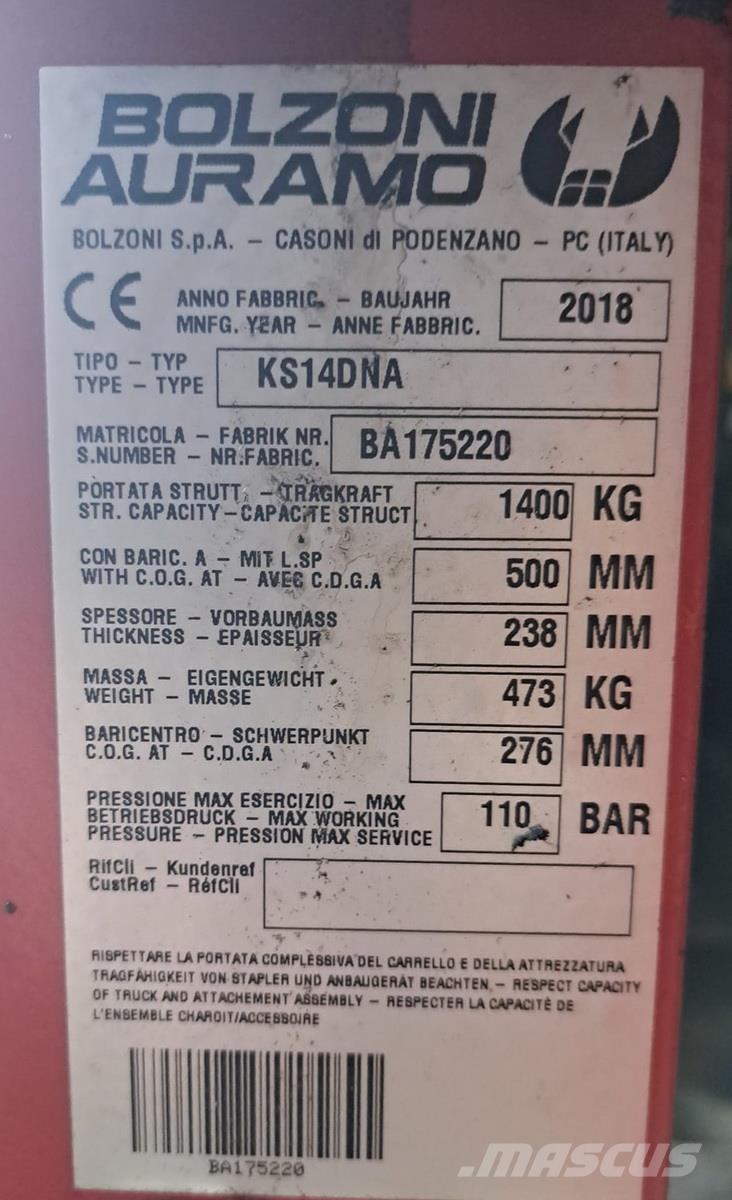 BOLZONI
AURAMO
BOLZONI S.p.A. – CASONI di PODENZANO – PC (ITALY)
CE
ANNO FABBRIC. – BAUJAHR
MNFG. YEAR – ANNE FABBRIC.
2018
TIPO – TYP
TYPE – TYPE
KS14DNA
MATRICOLA – FABRIK NR.
S.NUMBER – NR.FABRIC.
BA175220
PORTATA STRUTT. – TRAGKRAFT
STR. CAPACITY – CAPACITE STRUCT
1400 KG
CON BARIC. A – MIT L.SP
WITH C.O.G. AT – AVEC C.D.G.A
500 MM
SPESSORE – VORBAUMASS
THICKNESS – EPAISSEUR
238 MM
MASSA – EIGENGEWICHT
WEIGHT – MASSE
473 KG
BARICENTRO – SCHWERPUNKT
C.O.G. AT – C.D.G.A
276 MM
PRESSIONE MAX ESERCIZIO – MAX
BETRIEBSDRUCK – MAX WORKING
PRESSURE – PRESSION MAX SERVICE
110 BAR
RifCli – Kundenref
CustRef – RéfCli
RISPETTARE LA PORTATA COMPLESSIVA DEL CARRELLO E DELLA ATTREZZATURA
TRAGFÄHIGKEIT VON STAPLER UND ANBAUGERÄT BEACHTEN – RESPECT CAPACITY
OF TRUCK AND ATTACHEMENT ASSEMBLY – RESPECTER LA CAPACITÉ DE
L'ENSEMBLE CHAROIT/ACCESSOIRE
BA175220
MASCUS